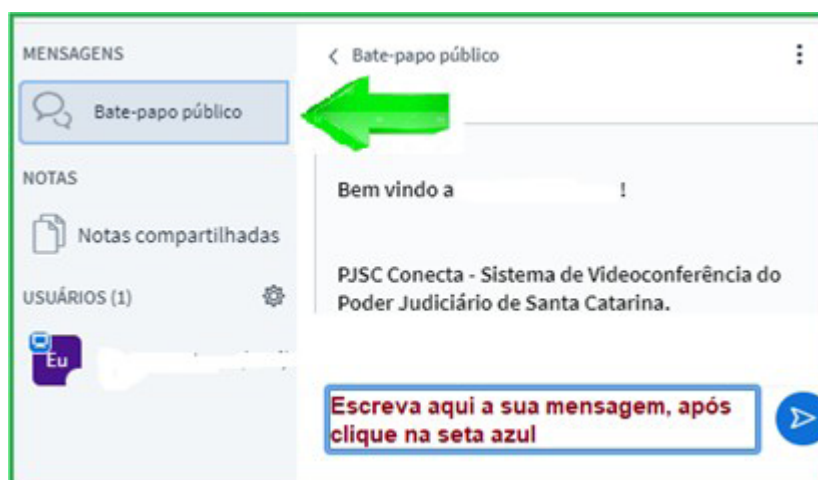 MENSAGENS
Bate-papo público
NOTAS
Notas compartilhadas
USUÁRIOS (1)
Eu
Bate-papo público
Bem vindo a !
PJSC Conecta - Sistema de Videoconferência do
Poder Judiciário de Santa Catarina.
Escreva aqui a sua mensagem, após
clique na seta azul